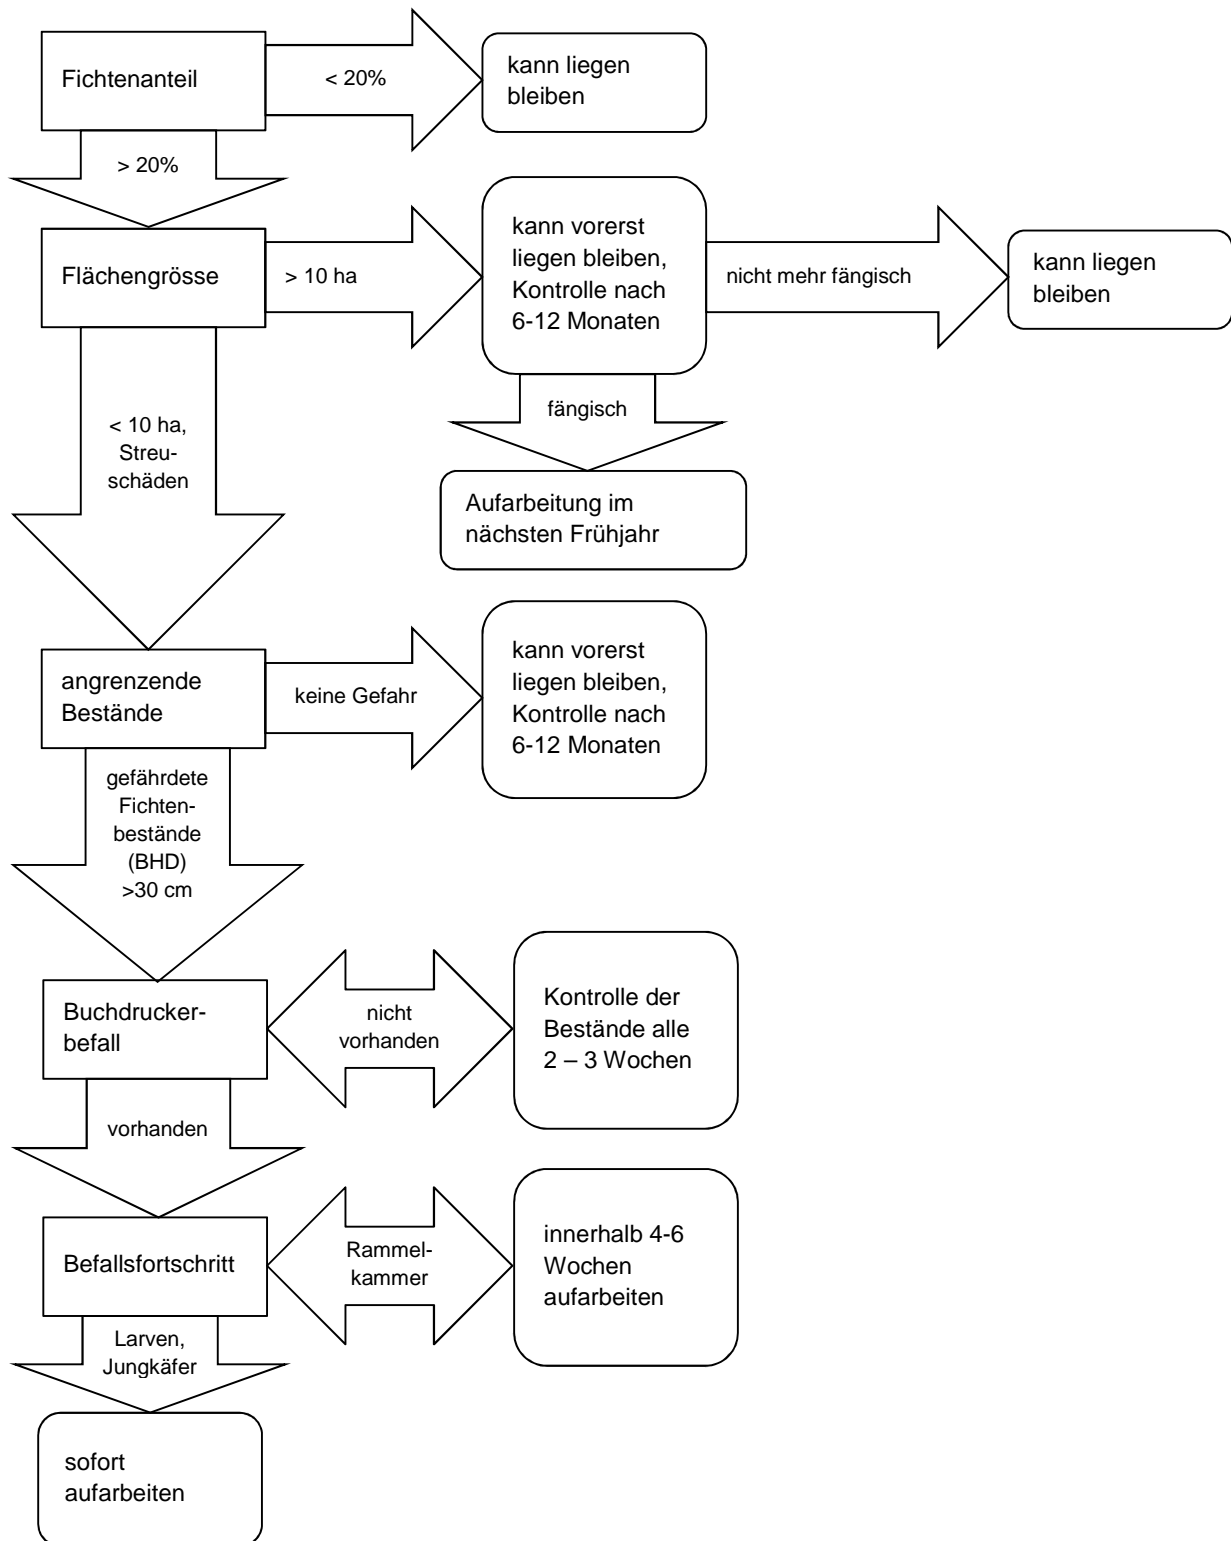 Fichtenanteil
< 20%
kann liegen
bleiben
> 20%
Flächengrösse
> 10 ha
kann vorerst
liegen bleiben,
Kontrolle nach
6-12 Monaten
nicht mehr fängisch
kann liegen
bleiben
fängisch
Aufarbeitung im
nächsten Frühjahr
< 10 ha,
Streu-
schäden
angrenzende
Bestände
keine Gefahr
kann vorerst
liegen bleiben,
Kontrolle nach
6-12 Monaten
gefährdete
Fichten-
bestände
(BHD)
>30 cm
Buchdrucker-
befall
nicht
vorhanden
Kontrolle der
Bestände alle
2 – 3 Wochen
vorhanden
Befallsfortschritt
Rammel-
kammer
innerhalb 4-6
Wochen
aufarbeiten
Larven,
Jungkäfer
sofort
aufarbeiten